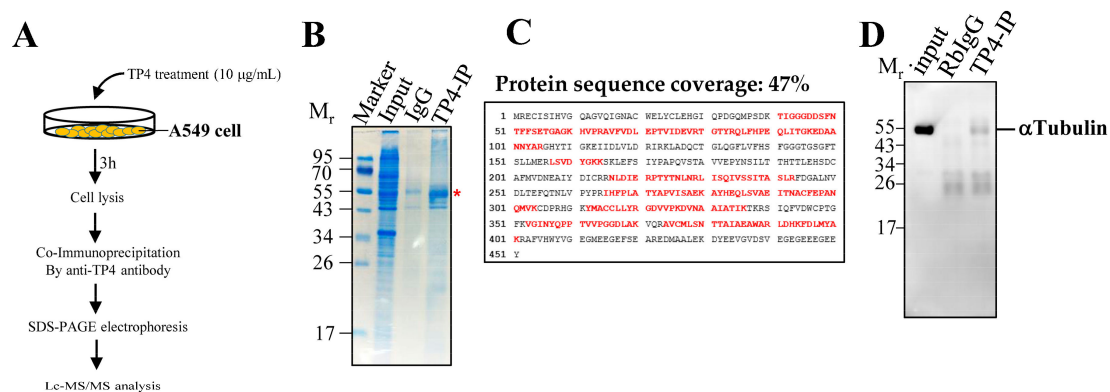 A
TP4 treatment (10 μg/mL)
A549 cell
3h
Cell lysis
Co-Immunoprecipitation
By anti-TP4 antibody
SDS-PAGE electrophoresis
Lc-MS/MS analysis
B
Mr
Marker
Input
IgG
TP4-IP
95
70
55
43
34
26
17
*
C
Protein sequence coverage: 47%
1 MRECISIHVG QAGVQIGNAC WELYCLEHGI QPDGQMPSDK TIGGGDDSFN
51 TFFSETGAGK HVPRAVFVDL EPTVIDEVRT GTYRQLFHPE QLITGKEDAA
101 NNYARGHYTI GKEIIDLVLD RIRKLADQCT GLQGFLVFHS FGGGTGSGFT
151 SLLMERLSVD YGKKSKLEFS IYPAPQVSTA VVEPYNSILT THTTLEHSDC
201 AFMVDNEAIY DICRRNLDIE RPTYTNLNRL ISQIVSSITA SLRFDGALNV
251 DLTEFQTNLV PYPRIHFPLA TYAPVISAEK AYHEQLSVAE ITNACFEPAN
301 QMVKCDPRHG KYMACCLLYR GDVVPKDVNA AIATIKTKRS IQFVDWCPTG
351 FKVGINYQPP TVVPGGDLAK VQRAVCMLSN TTAIAEAWAR LDHKFDLMYA
401 KRAFVHWYVG EGMEEGEFSE AREDMAALEK DYEEVGVDSV EGEGEEEGEE
451 Y
D
Mr
input
RbIgG
TP4-IP
55
43
34
26
17
αTubulin